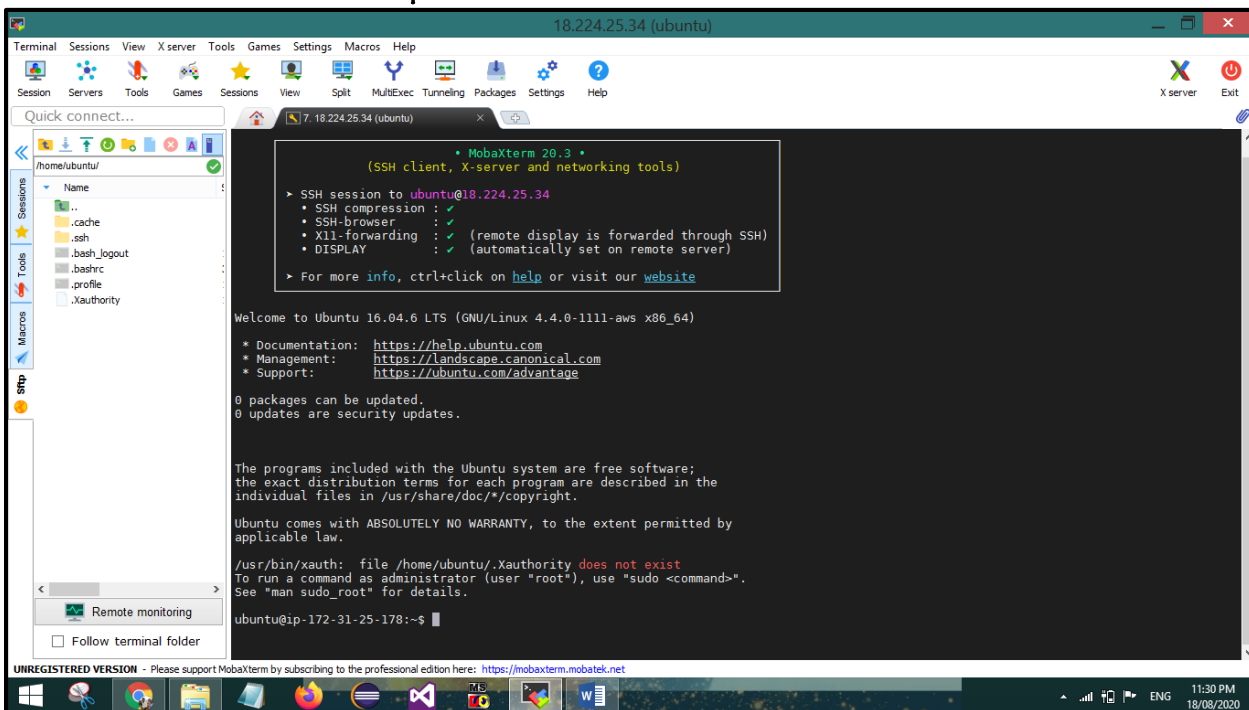 18.224.25.34 (ubuntu)
Terminal Sessions View X server Tools Games Settings Macros Help
Session Servers Tools Games Sessions View Split MultiExec Tunneling Packages Settings Help X server Exit
Quick connect...
7. 18.224.25.34 (ubuntu)
/home/ubuntu/
Name
..
.cache
.ssh
.bash_logout
.bashrc
.profile
.Xauthority
Sessions
Tools
Macros
Sftp
Remote monitoring
Follow terminal folder
• MobaXterm 20.3 •
(SSH client, X-server and networking tools)
➤ SSH session to ubuntu@18.224.25.34
• SSH compression : ✔
• SSH-browser : ✔
• X11-forwarding : ✔ (remote display is forwarded through SSH)
• DISPLAY : ✔ (automatically set on remote server)
➤ For more info, ctrl+click on help or visit our website
Welcome to Ubuntu 16.04.6 LTS (GNU/Linux 4.4.0-1111-aws x86_64)
* Documentation: https://help.ubuntu.com
* Management: https://landscape.canonical.com
* Support: https://ubuntu.com/advantage
0 packages can be updated.
0 updates are security updates.
The programs included with the Ubuntu system are free software;
the exact distribution terms for each program are described in the
individual files in /usr/share/doc/*/copyright.
Ubuntu comes with ABSOLUTELY NO WARRANTY, to the extent permitted by
applicable law.
/usr/bin/xauth: file /home/ubuntu/.Xauthority does not exist
To run a command as administrator (user "root"), use "sudo <command>".
See "man sudo_root" for details.
ubuntu@ip-172-31-25-178:~$
UNREGISTERED VERSION - Please support MobaXterm by subscribing to the professional edition here: https://mobaxterm.mobatek.net
MS
ENG
11:30 PM
18/08/2020